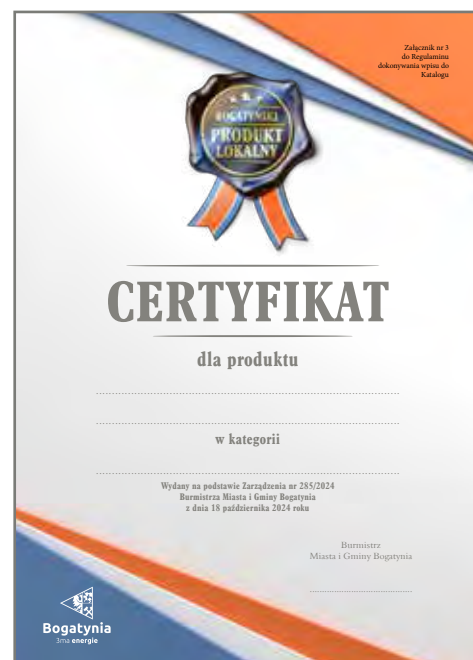 Załącznik nr 3
do Regulaminu
dokonywania wpisu do
Katalogu
BOGATYŃSKI
PRODUKT
LOKALNY
CERTYFIKAT
dla produktu
w kategorii
Wydany na podstawie Zarządzenia nr 285/2024
Burmistrza Miasta i Gminy Bogatynia
z dnia 18 października 2024 roku
Burmistrz
Miasta i Gminy Bogatynia
Bogatynia
3ma energie